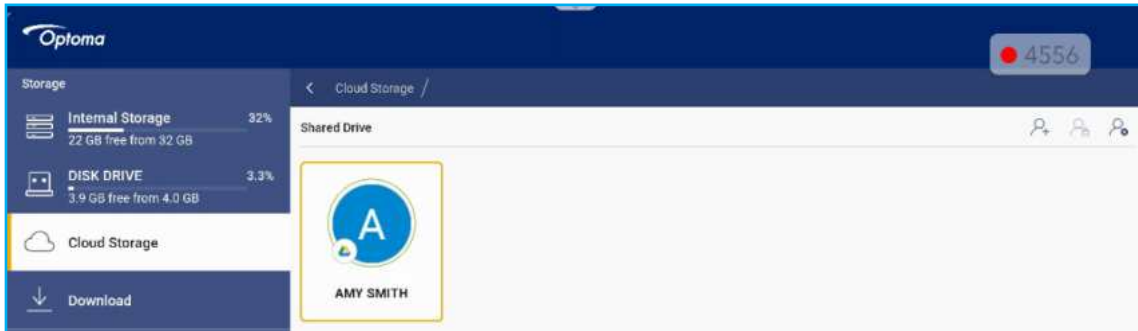 Optoma
4556
Storage
Cloud Storage /
Internal Storage 32%
22 GB free from 32 GB
Shared Drive
DISK DRIVE 3.3%
3.9 GB free from 4.0 GB
Cloud Storage
A
AMY SMITH
Download